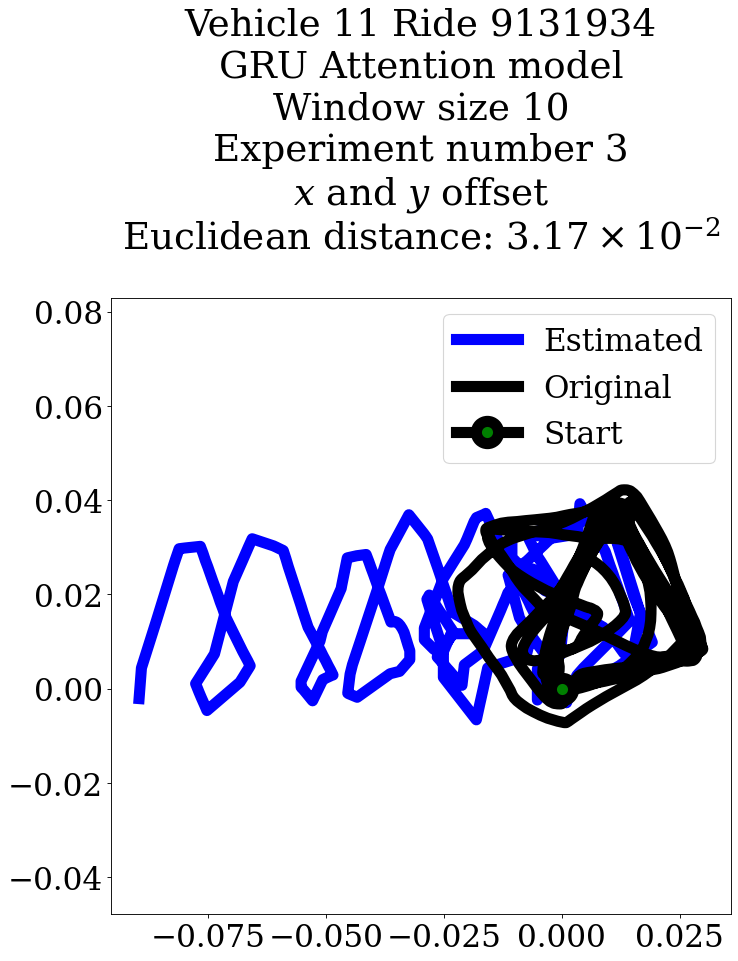 Vehicle 11 Ride 9131934
GRU Attention model
Window size 10
Experiment number 3
x and y offset
Euclidean distance: 3.17 × 10⁻²
Estimated
Original
Start
0.08
0.06
0.04
0.02
0.00
−0.02
−0.04
−0.075 −0.050 −0.025 0.000 0.025